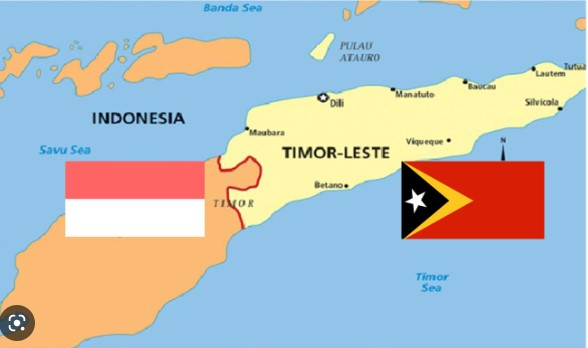 Banda Sea
PULAU
ATAURO
Tutua
Lautem
Baucau
Manatuto
Dili
Silvicola
INDONESIA
Maubara
Viqueque
N
Savu Sea
TIMOR-LESTE
Betano
TIMOR
Timor
Sea